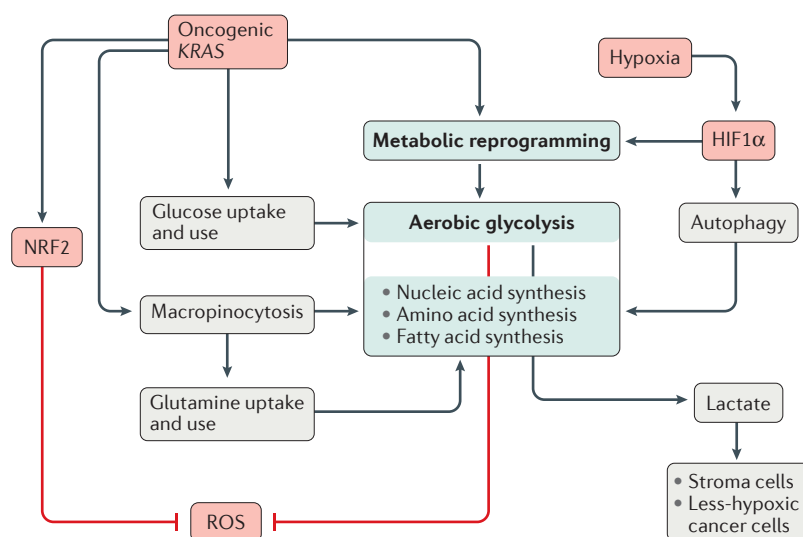 Oncogenic
KRAS
Hypoxia
Metabolic reprogramming
HIF1α
Glucose uptake
and use
Aerobic glycolysis
Autophagy
NRF2
• Nucleic acid synthesis
• Amino acid synthesis
• Fatty acid synthesis
Macropinocytosis
Glutamine uptake
and use
Lactate
• Stroma cells
• Less-hypoxic
cancer cells
ROS